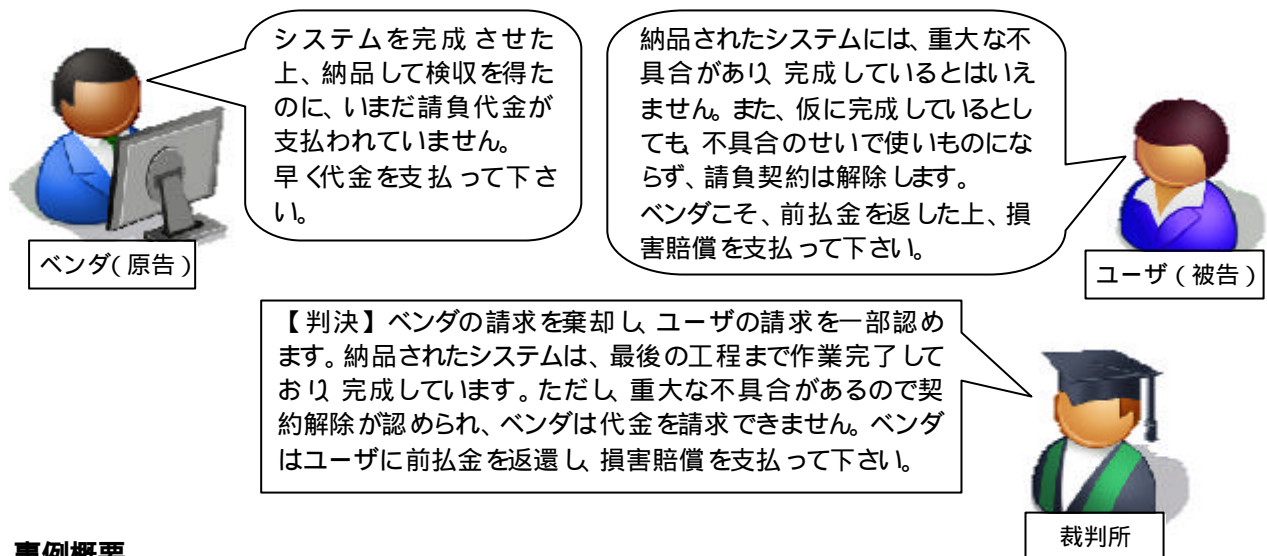 システムを完成させた
上、納品して検収を得た
のに、いまだ請負代金が
支払われていません。
早く代金を支払って下さ
い。
ベンダ(原告)
納品されたシステムには、重大な不
具合があり、完成しているとはいえ
ません。また、仮に完成しているとし
ても、不具合のせいで使いものにな
らず、請負契約は解除します。
ベンダこそ、前払金を返した上、損
害賠償を支払って下さい。
ユーザ(被告)
【判決】ベンダの請求を棄却し、ユーザの請求を一部認め
ます。納品されたシステムは、最後の工程まで作業完了して
おり、完成しています。ただし、重大な不具合があるので契
約解除が認められ、ベンダは代金を請求できません。ベンダ
はユーザに前払金を返還し、損害賠償を支払って下さい。
裁判所
事例概要